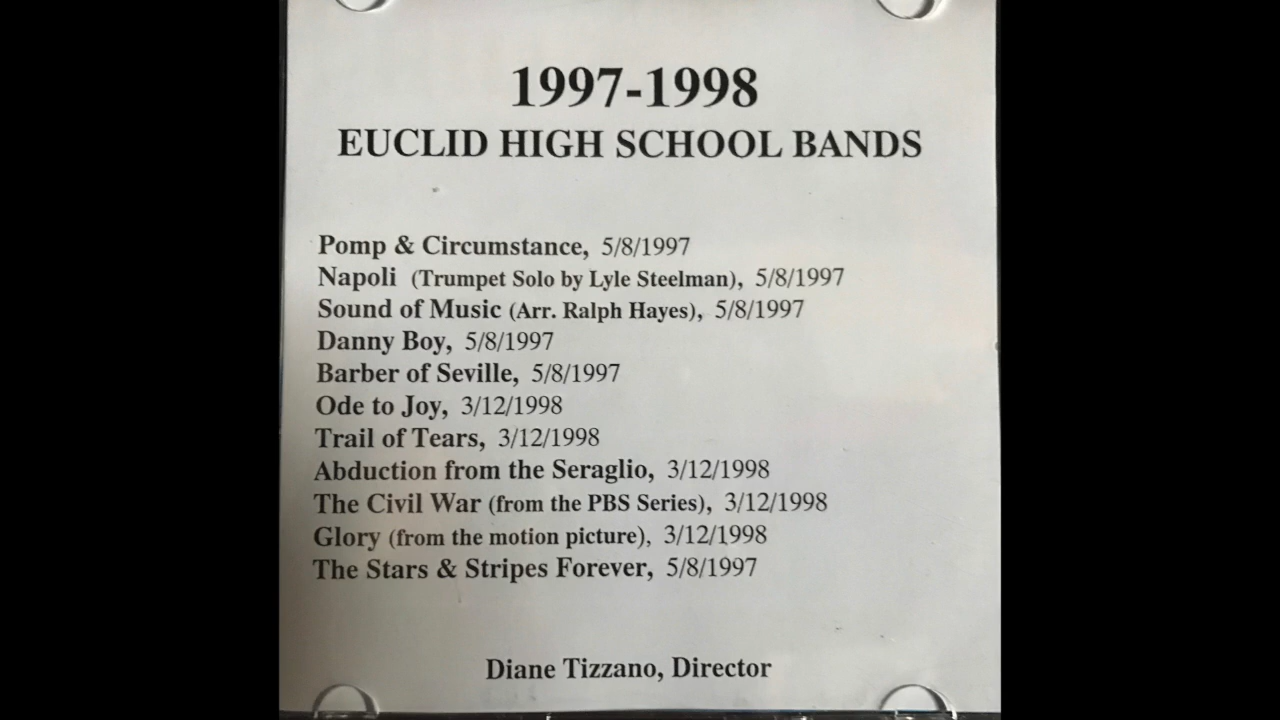 1997-1998
EUCLID HIGH SCHOOL BANDS
Pomp & Circumstance, 5/8/1997
Napoli (Trumpet Solo by Lyle Steelman), 5/8/1997
Sound of Music (Arr. Ralph Hayes), 5/8/1997
Danny Boy, 5/8/1997
Barber of Seville, 5/8/1997
Ode to Joy, 3/12/1998
Trail of Tears, 3/12/1998
Abduction from the Seraglio, 3/12/1998
The Civil War (from the PBS Series), 3/12/1998
Glory (from the motion picture), 3/12/1998
The Stars & Stripes Forever, 5/8/1997
Diane Tizzano, Director